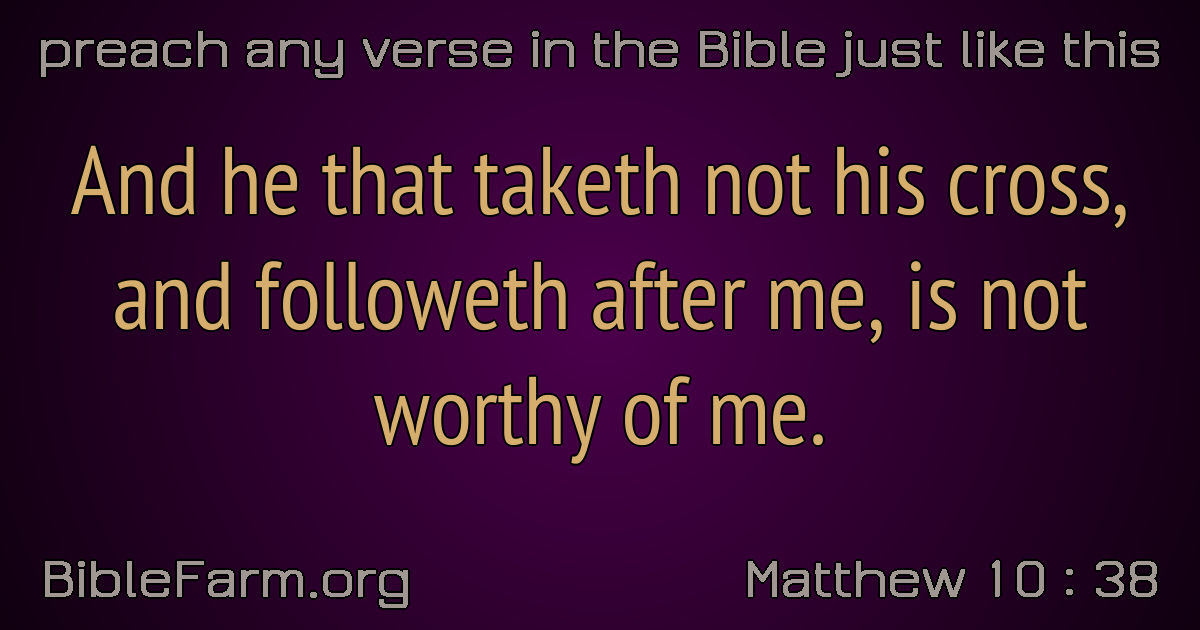 preach any verse in the Bible just like this
And he that taketh not his cross,
and followeth after me, is not
worthy of me.
BibleFarm.org
Matthew 10 : 38